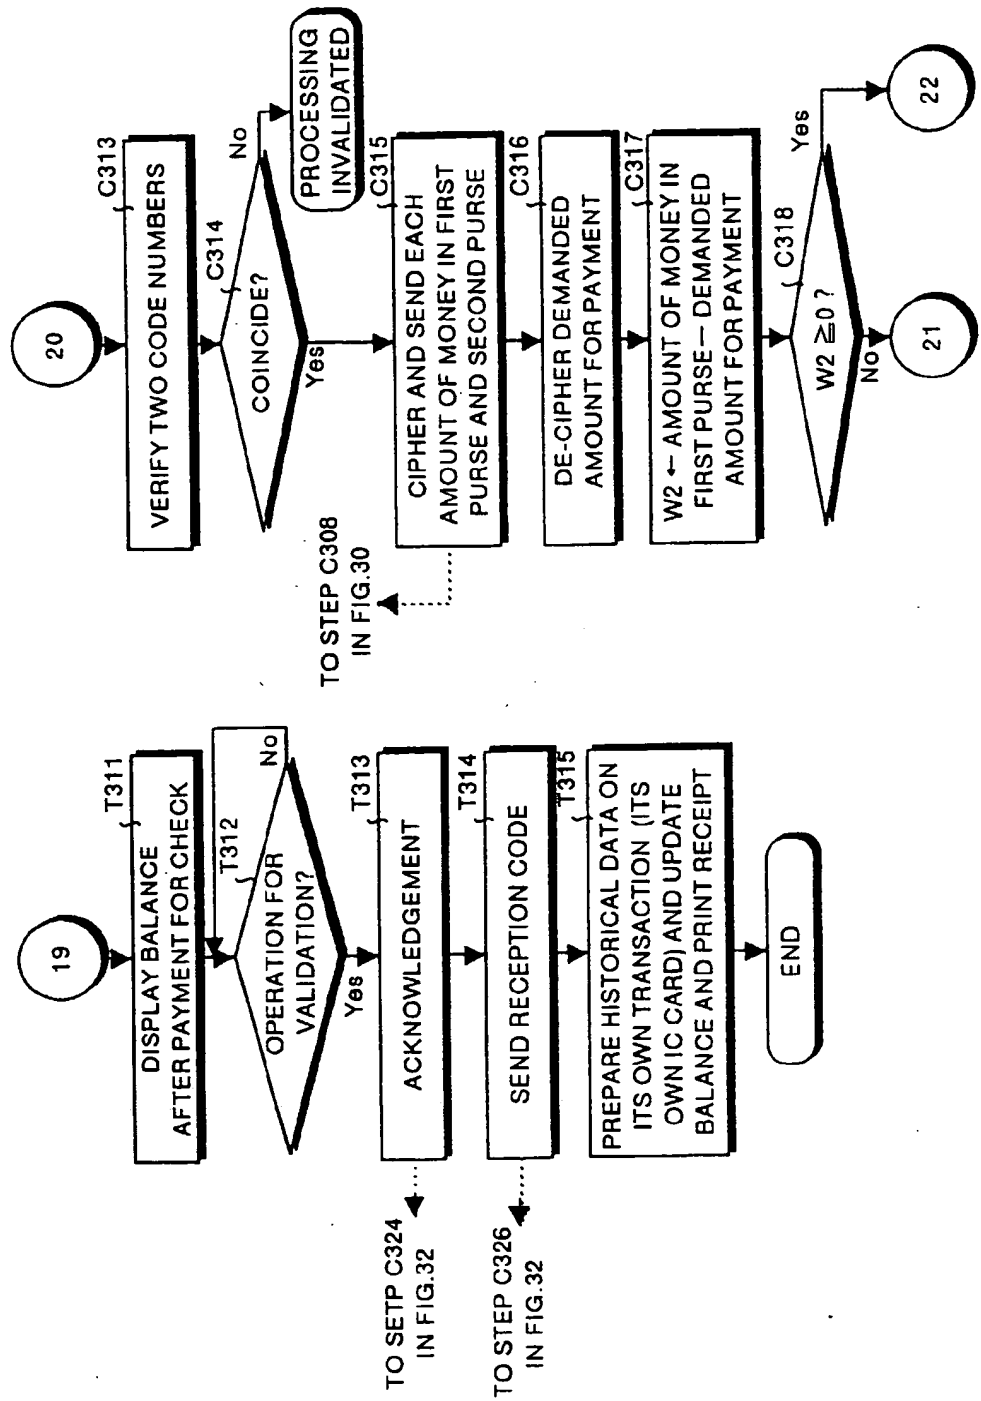 19
T311
DISPLAY BALANCE
AFTER PAYMENT FOR CHECK
T312
No
OPERATION FOR
VALIDATION?
Yes
T313
ACKNOWLEDGEMENT
TO SETP C324
IN FIG.32
T314
SEND RECEPTION CODE
TO STEP C326
IN FIG.32
T315
PREPARE HISTORICAL DATA ON
ITS OWN TRANSACTION (ITS
OWN IC CARD) AND UPDATE
BALANCE AND PRINT RECEIPT
END
20
C313
VERIFY TWO CODE NUMBERS
C314
No
COINCIDE?
Yes
PROCESSING
INVALIDATED
TO STEP C308
IN FIG.30
C315
CIPHER AND SEND EACH
AMOUNT OF MONEY IN FIRST
PURSE AND SECOND PURSE
C316
DE-CIPHER DEMANDED
AMOUNT FOR PAYMENT
C317
W2 ← AMOUNT OF MONEY IN
FIRST PURSE — DEMANDED
AMOUNT FOR PAYMENT
C318
Yes
W2 ≧ 0 ?
No
21
22